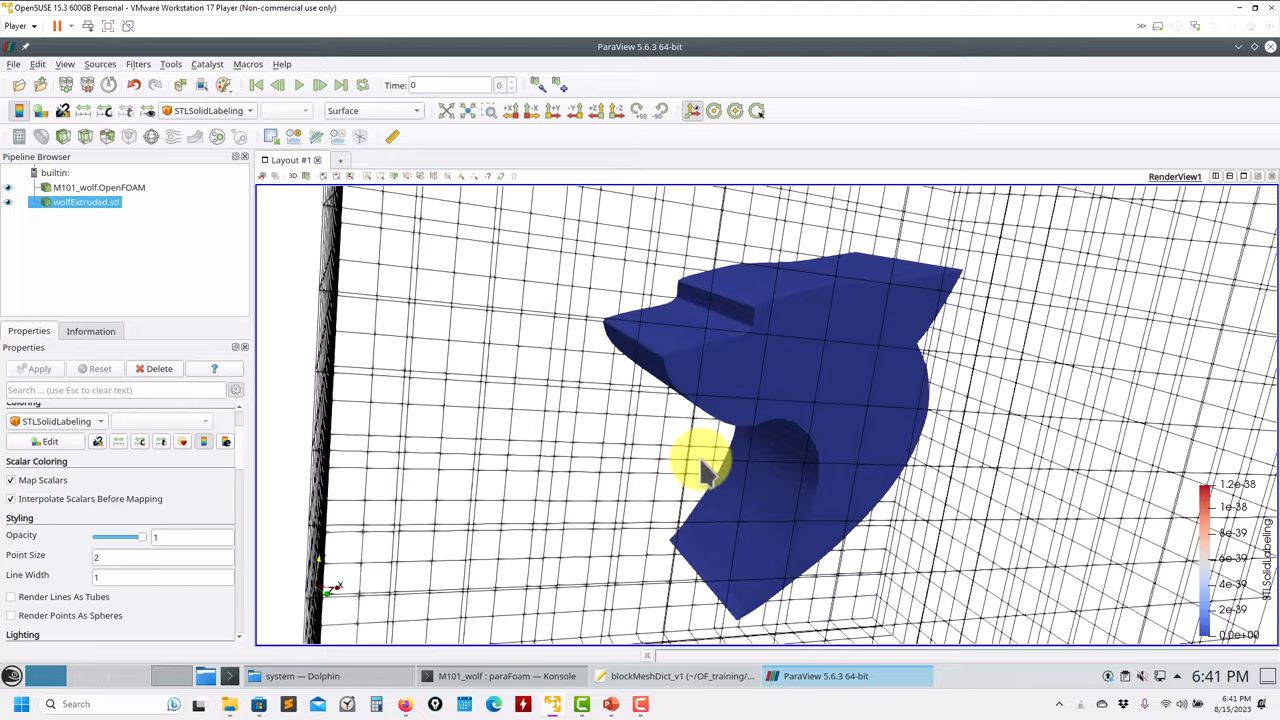 OpenSUSE 15.3 600GB Personal - VMware Workstation 17 Player (Non-commercial use only)
Player
ParaView 5.6.3 64-bit
File Edit View Sources Filters Tools Catalyst Macros Help
Time: 0 0
STLSolidLabeling Surface
Pipeline Browser
Layout #1
builtin:
3D RenderView1
M101_wolf.OpenFOAM
wolfExtruded.stl
Properties Information
Properties
Apply Reset Delete ?
Search ... (use Esc to clear text)
Coloring
STLSolidLabeling
Edit
Scalar Coloring
Map Scalars
Interpolate Scalars Before Mapping
Styling
Opacity 1
Point Size 2
Line Width 1
Render Lines As Tubes
Render Points As Spheres
Lighting
X
Z
1.2e-38
1e-38
8e-39
6e-39
4e-39
2e-39
0.0e+00
STLSolidLabeling
system — Dolphin
M101_wolf : paraFoam — Konsole
blockMeshDict_v1 (~/OF_training/...
ParaView 5.6.3 64-bit
6:41 PM
Search
6:41 PM
8/15/2023